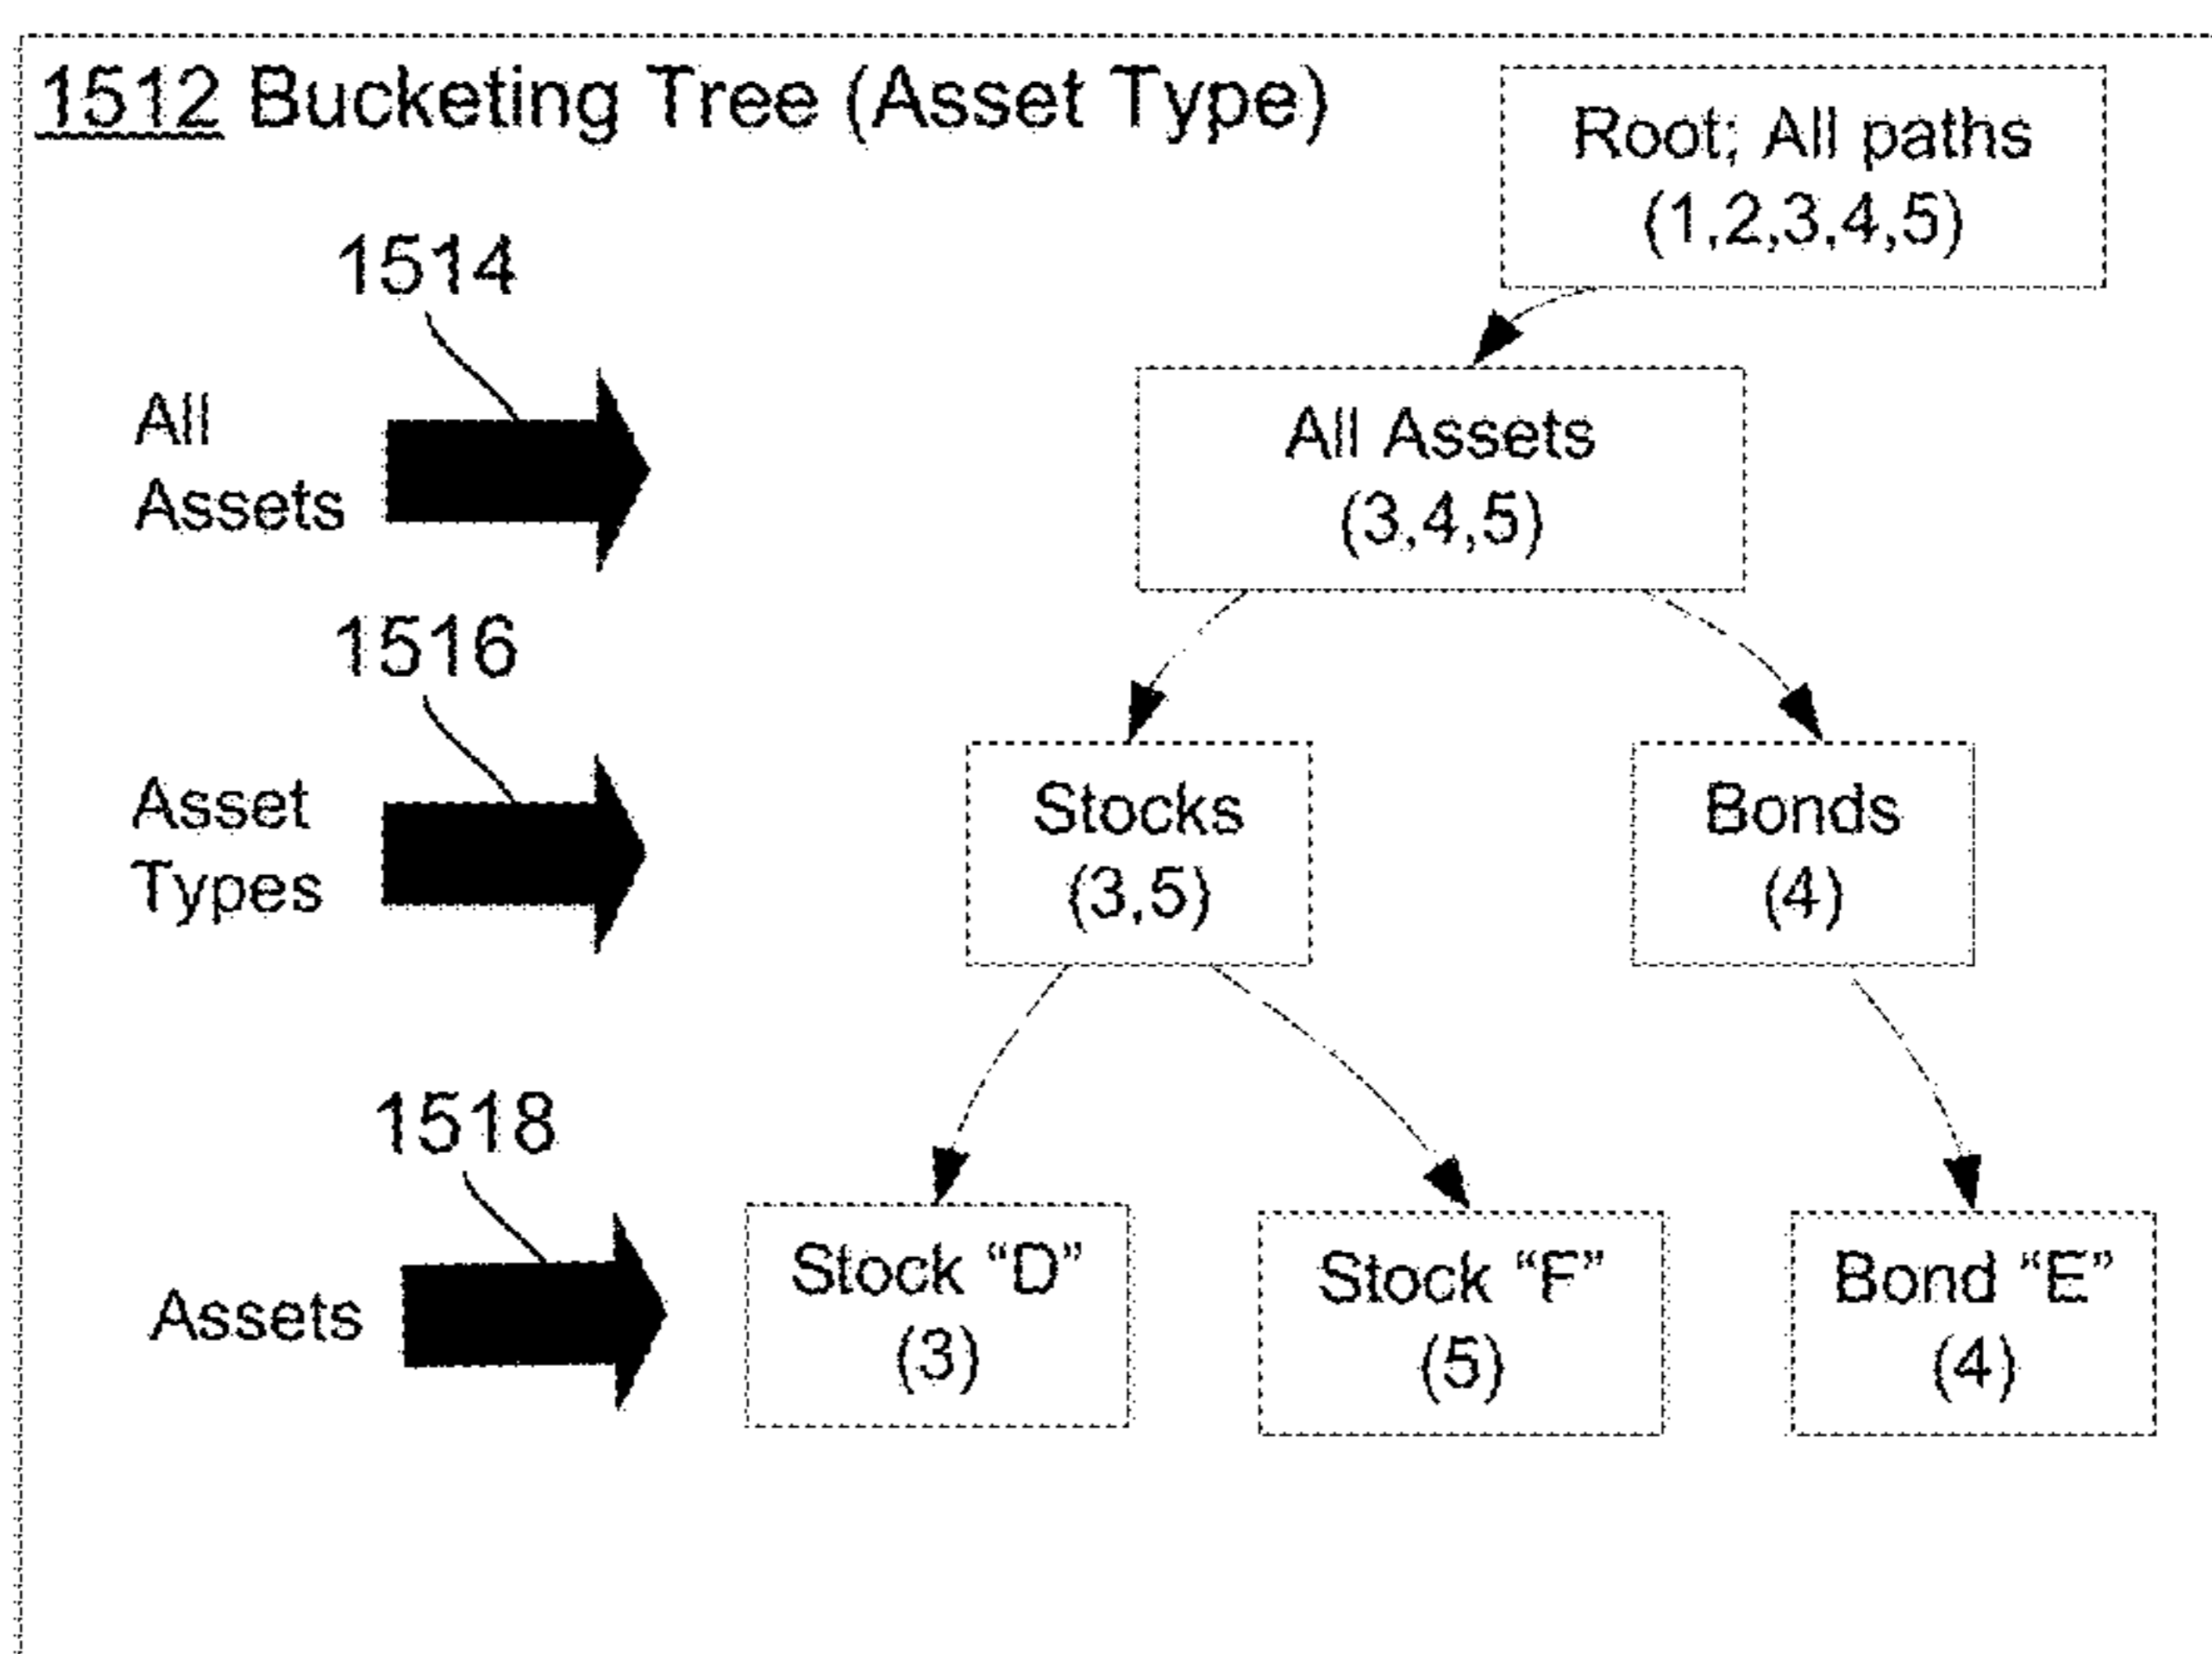 1512 Bucketing Tree (Asset Type)
Root; All paths
(1,2,3,4,5)
1514
All
Assets
All Assets
(3,4,5)
1516
Asset
Types
Stocks
(3,5)
Bonds
(4)
1518
Assets
Stock “D”
(3)
Stock “F”
(5)
Bond “E”
(4)